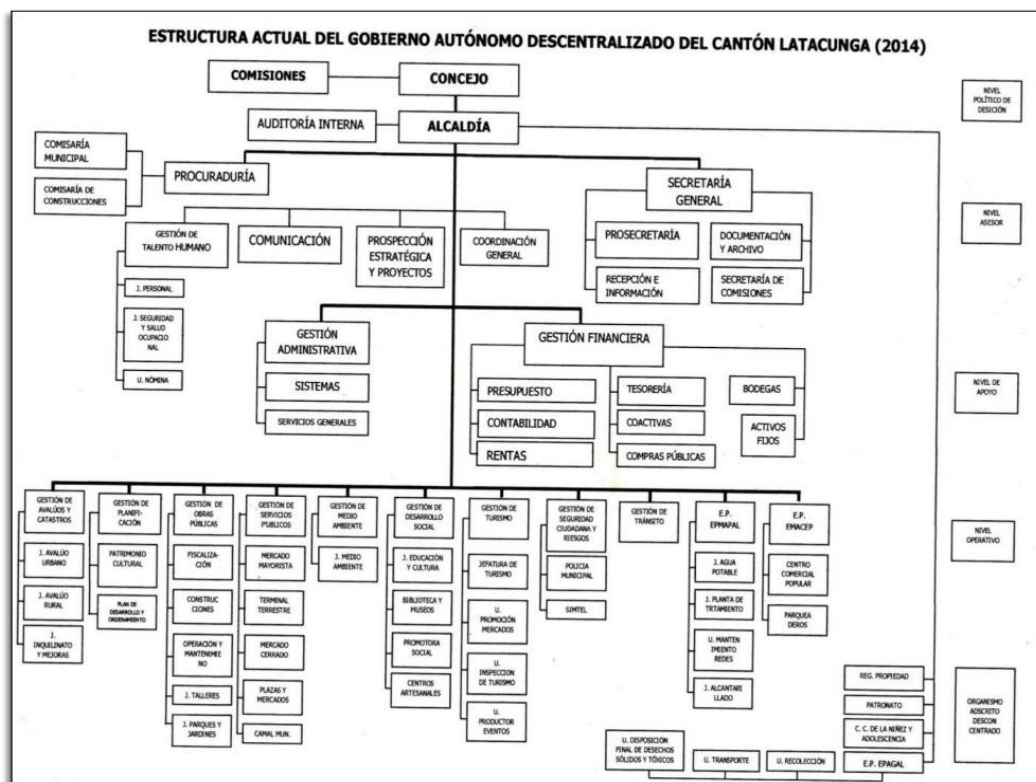 ESTRUCTURA ACTUAL DEL GOBIERNO AUTÓNOMO DESCENTRALIZADO DEL CANTÓN LATACUNGA (2014)
COMISIONES
CONCEJO
NIVEL
POLÍTICO DE
DESICIÓN
AUDITORÍA INTERNA
ALCALDÍA
COMISARÍA
MUNICIPAL
COMISARÍA DE
CONSTRUCCIONES
PROCURADURÍA
SECRETARÍA
GENERAL
NIVEL
ASESOR
GESTIÓN DE
TALENTO HUMANO
COMUNICACIÓN
PROSPECCIÓN
ESTRATÉGICA
Y PROYECTOS
COORDINACIÓN
GENERAL
PROSECRETARÍA
DOCUMENTACIÓN
Y ARCHIVO
RECEPCIÓN E
INFORMACIÓN
SECRETARÍA DE
COMISIONES
J. PERSONAL
J. SEGURIDAD
Y SALUD
OCUPACIO
NAL
U. NÓMINA
GESTIÓN
ADMINISTRATIVA
SISTEMAS
SERVICIOS GENERALES
GESTIÓN FINANCIERA
PRESUPUESTO
CONTABILIDAD
RENTAS
TESORERÍA
COACTIVAS
COMPRAS PÚBLICAS
BODEGAS
ACTIVOS
FIJOS
NIVEL DE
APOYO
GESTIÓN DE
AVALÚOS Y
CATASTROS
J. AVALÚO
URBANO
J. AVALÚO
RURAL
J.
INQUILINATO
Y MEJORAS
GESTIÓN DE
PLANIFI-
CACIÓN
PATRIMONIO
CULTURAL
PLAN DE
DESARROLLO Y
ORDENAMIENTO
GESTIÓN DE
OBRAS
PÚBLICAS
FISCALIZA-
CIÓN
CONSTRUC
CIONES
OPERACIÓN Y
MANTENIMIE
NO
J. TALLERES
J. PARQUES Y
JARDINES
GESTIÓN DE
SERVICIOS
PUBLICOS
MERCADO
MAYORISTA
TERMINAL
TERRESTRE
MERCADO
CERRADO
PLAZAS Y
MERCADOS
CAMAL MUN.
GESTIÓN DE
MEDIO
AMBIENTE
J. MEDIO
AMBIENTE
GESTIÓN DE
DESARROLLO
SOCIAL
J. EDUCACIÓN
Y CULTURA
BIBLIOTECA Y
MUSEOS
PROMOTORA
SOCIAL
CENTROS
ARTESANALES
GESTIÓN DE
TURISMO
JEFATURA DE
TURISMO
U.
PROMOCIÓN
MERCADOS
U.
INSPECCION
DE TURISMO
U.
PRODUCTOR
EVENTOS
GESTIÓN DE
SEGURIDAD
CIUDADANA Y
RIESGOS
POLICIA
MUNICIPAL
SIMTEL
GESTIÓN DE
TRÁNSITO
E.P.
EPMAPAL
J. AGUA
POTABLE
J. PLANTA DE
TRTAMIENTO
U. MANTEN
IMIENTO
REDES
J. ALCANTARI
LLADO
E.P.
EMACEP
CENTRO
COMERCIAL
POPULAR
PARQUEA
DEROS
NIVEL
OPERATIVO
REG. PROPIEDAD
PATRONATO
C. C. DE LA NIÑEZ Y
ADOLESCENCIA
E.P. EPAGAL
ORGANISMO
ADSCRITO
DESCON
CENTRADO
U. DISPOSICIÓN
FINAL DE DESECHOS
SÓLIDOS Y TÓXICOS
U. TRANSPORTE
U. RECOLECCIÓN